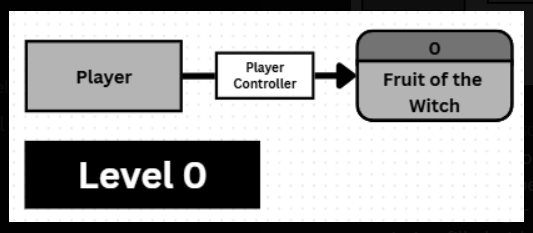 Player
Player
Controller
0
Fruit of the
Witch
Level 0